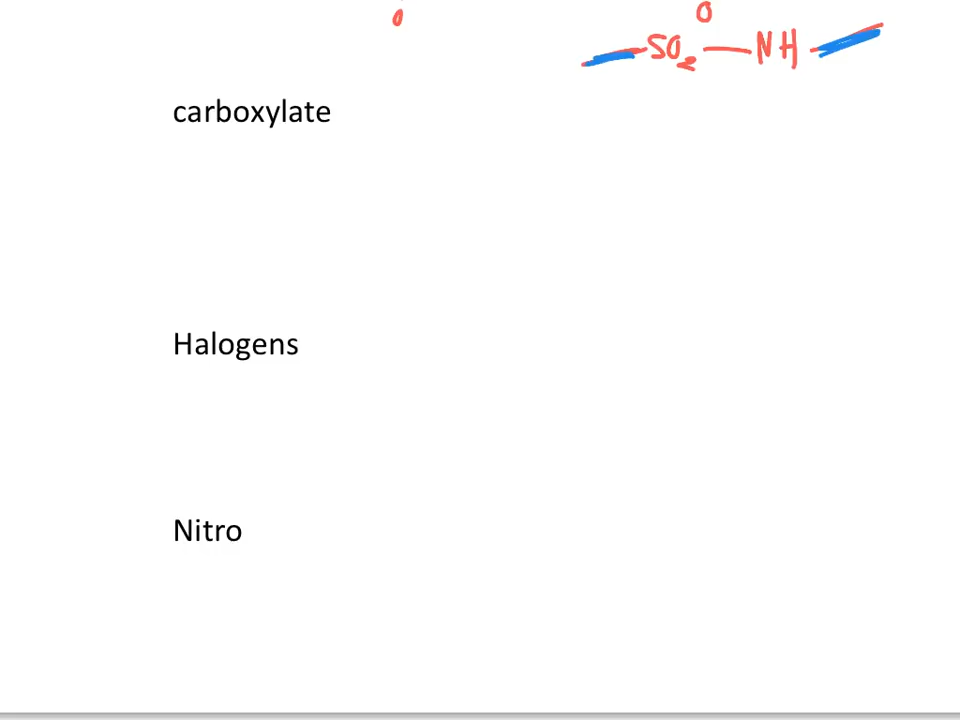 O O
SO₂ — NH
carboxylate
Halogens
Nitro